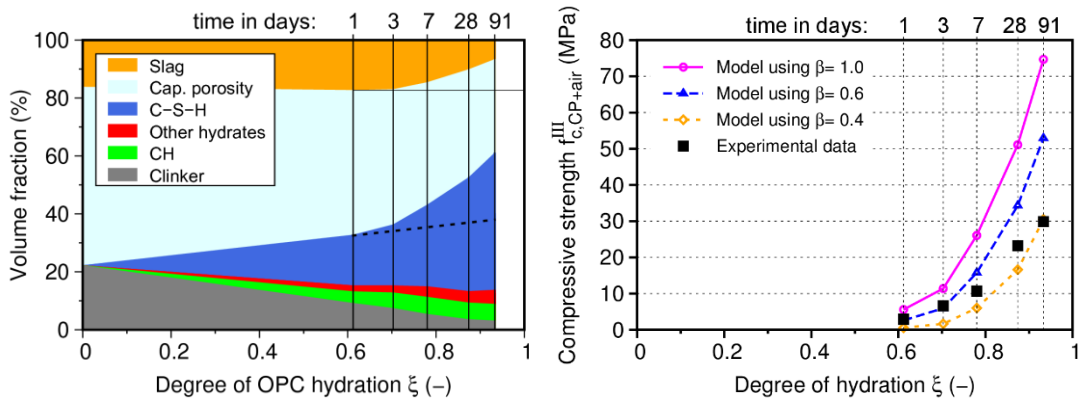 time in days: 1 3 7 28 91
100
80
60
40
20
0
Volume fraction (%)
Slag
Cap. porosity
C−S−H
Other hydrates
CH
Clinker
0 0.2 0.4 0.6 0.8 1
Degree of OPC hydration ξ (−)
time in days: 1 3 7 28 91
80
70
60
50
40
30
20
10
0
Compressive strength f^III_c,CP+air (MPa)
Model using β= 1.0
Model using β= 0.6
Model using β= 0.4
Experimental data
0 0.2 0.4 0.6 0.8 1
Degree of hydration ξ (−)